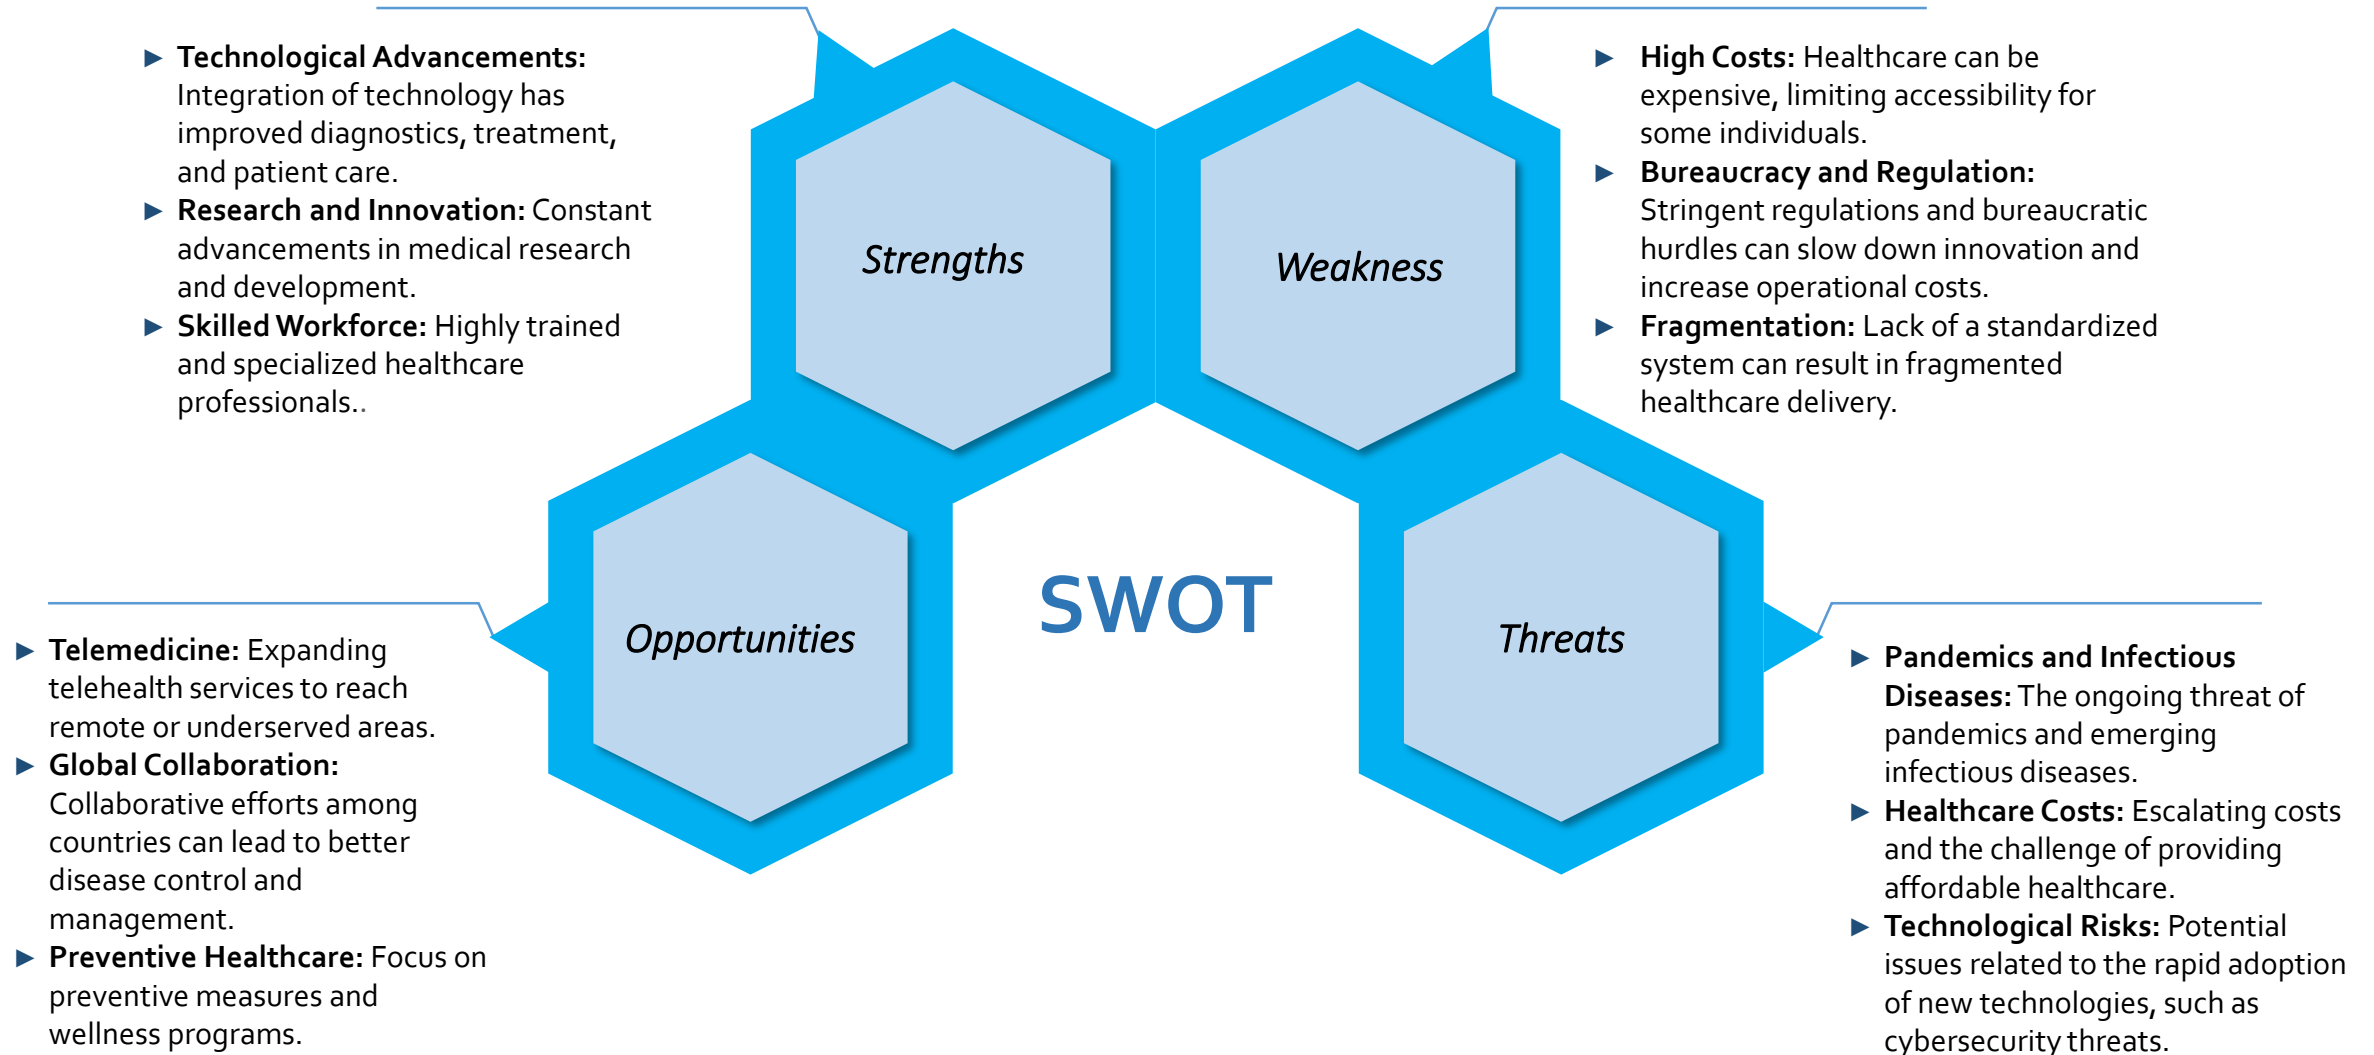 Technological Advancements:
Integration of technology has
improved diagnostics, treatment,
and patient care.
Research and Innovation: Constant
advancements in medical research
and development.
Skilled Workforce: Highly trained
and specialized healthcare
professionals..
Strengths
Weakness
High Costs: Healthcare can be
expensive, limiting accessibility for
some individuals.
Bureaucracy and Regulation:
Stringent regulations and bureaucratic
hurdles can slow down innovation and
increase operational costs.
Fragmentation: Lack of a standardized
system can result in fragmented
healthcare delivery.
Telemedicine: Expanding
telehealth services to reach
remote or underserved areas.
Global Collaboration:
Collaborative efforts among
countries can lead to better
disease control and
management.
Preventive Healthcare: Focus on
preventive measures and
wellness programs.
Opportunities
SWOT
Threats
Pandemics and Infectious
Diseases: The ongoing threat of
pandemics and emerging
infectious diseases.
Healthcare Costs: Escalating costs
and the challenge of providing
affordable healthcare.
Technological Risks: Potential
issues related to the rapid adoption
of new technologies, such as
cybersecurity threats.